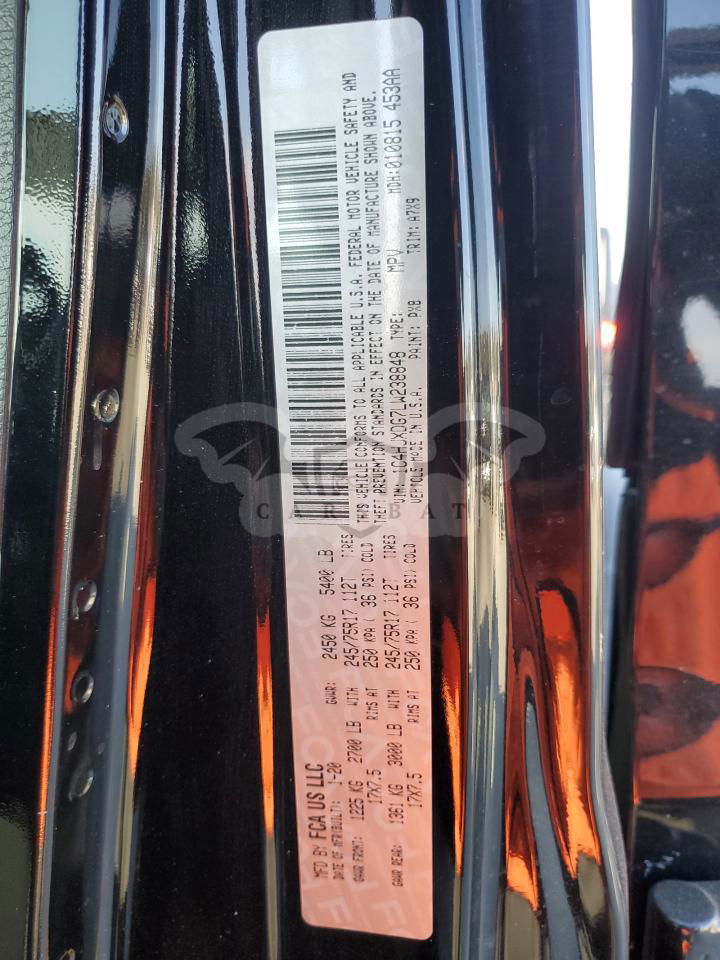 MFD BY FCA US LLC
DATE OF MFR(BUILT): 1-20 GVWR: 2450 KG 5400 LB
GAWR FRONT: 1225 KG 2700 LB WITH 245/75R17 112T TIRES
17X7.5 RIMS AT 250 KPA ( 36 PSI) COLD
GAWR REAR: 1361 KG 3000 LB WITH 245/75R17 112T TIRES
17X7.5 RIMS AT 250 KPA ( 36 PSI) COLD
THIS VEHICLE CONFORMS TO ALL APPLICABLE U.S.A. FEDERAL MOTOR VEHICLE SAFETY AND
THEFT PREVENTION STANDARDS IN EFFECT ON THE DATE OF MANUFACTURE SHOWN ABOVE.
VIN: 1C4HJXDG7LW238848 TYPE: MPV MDH:010815 453AA
VEHICLE MADE IN U.S.A. PAINT: PX8 TRIM: A7X9
CAR BAT